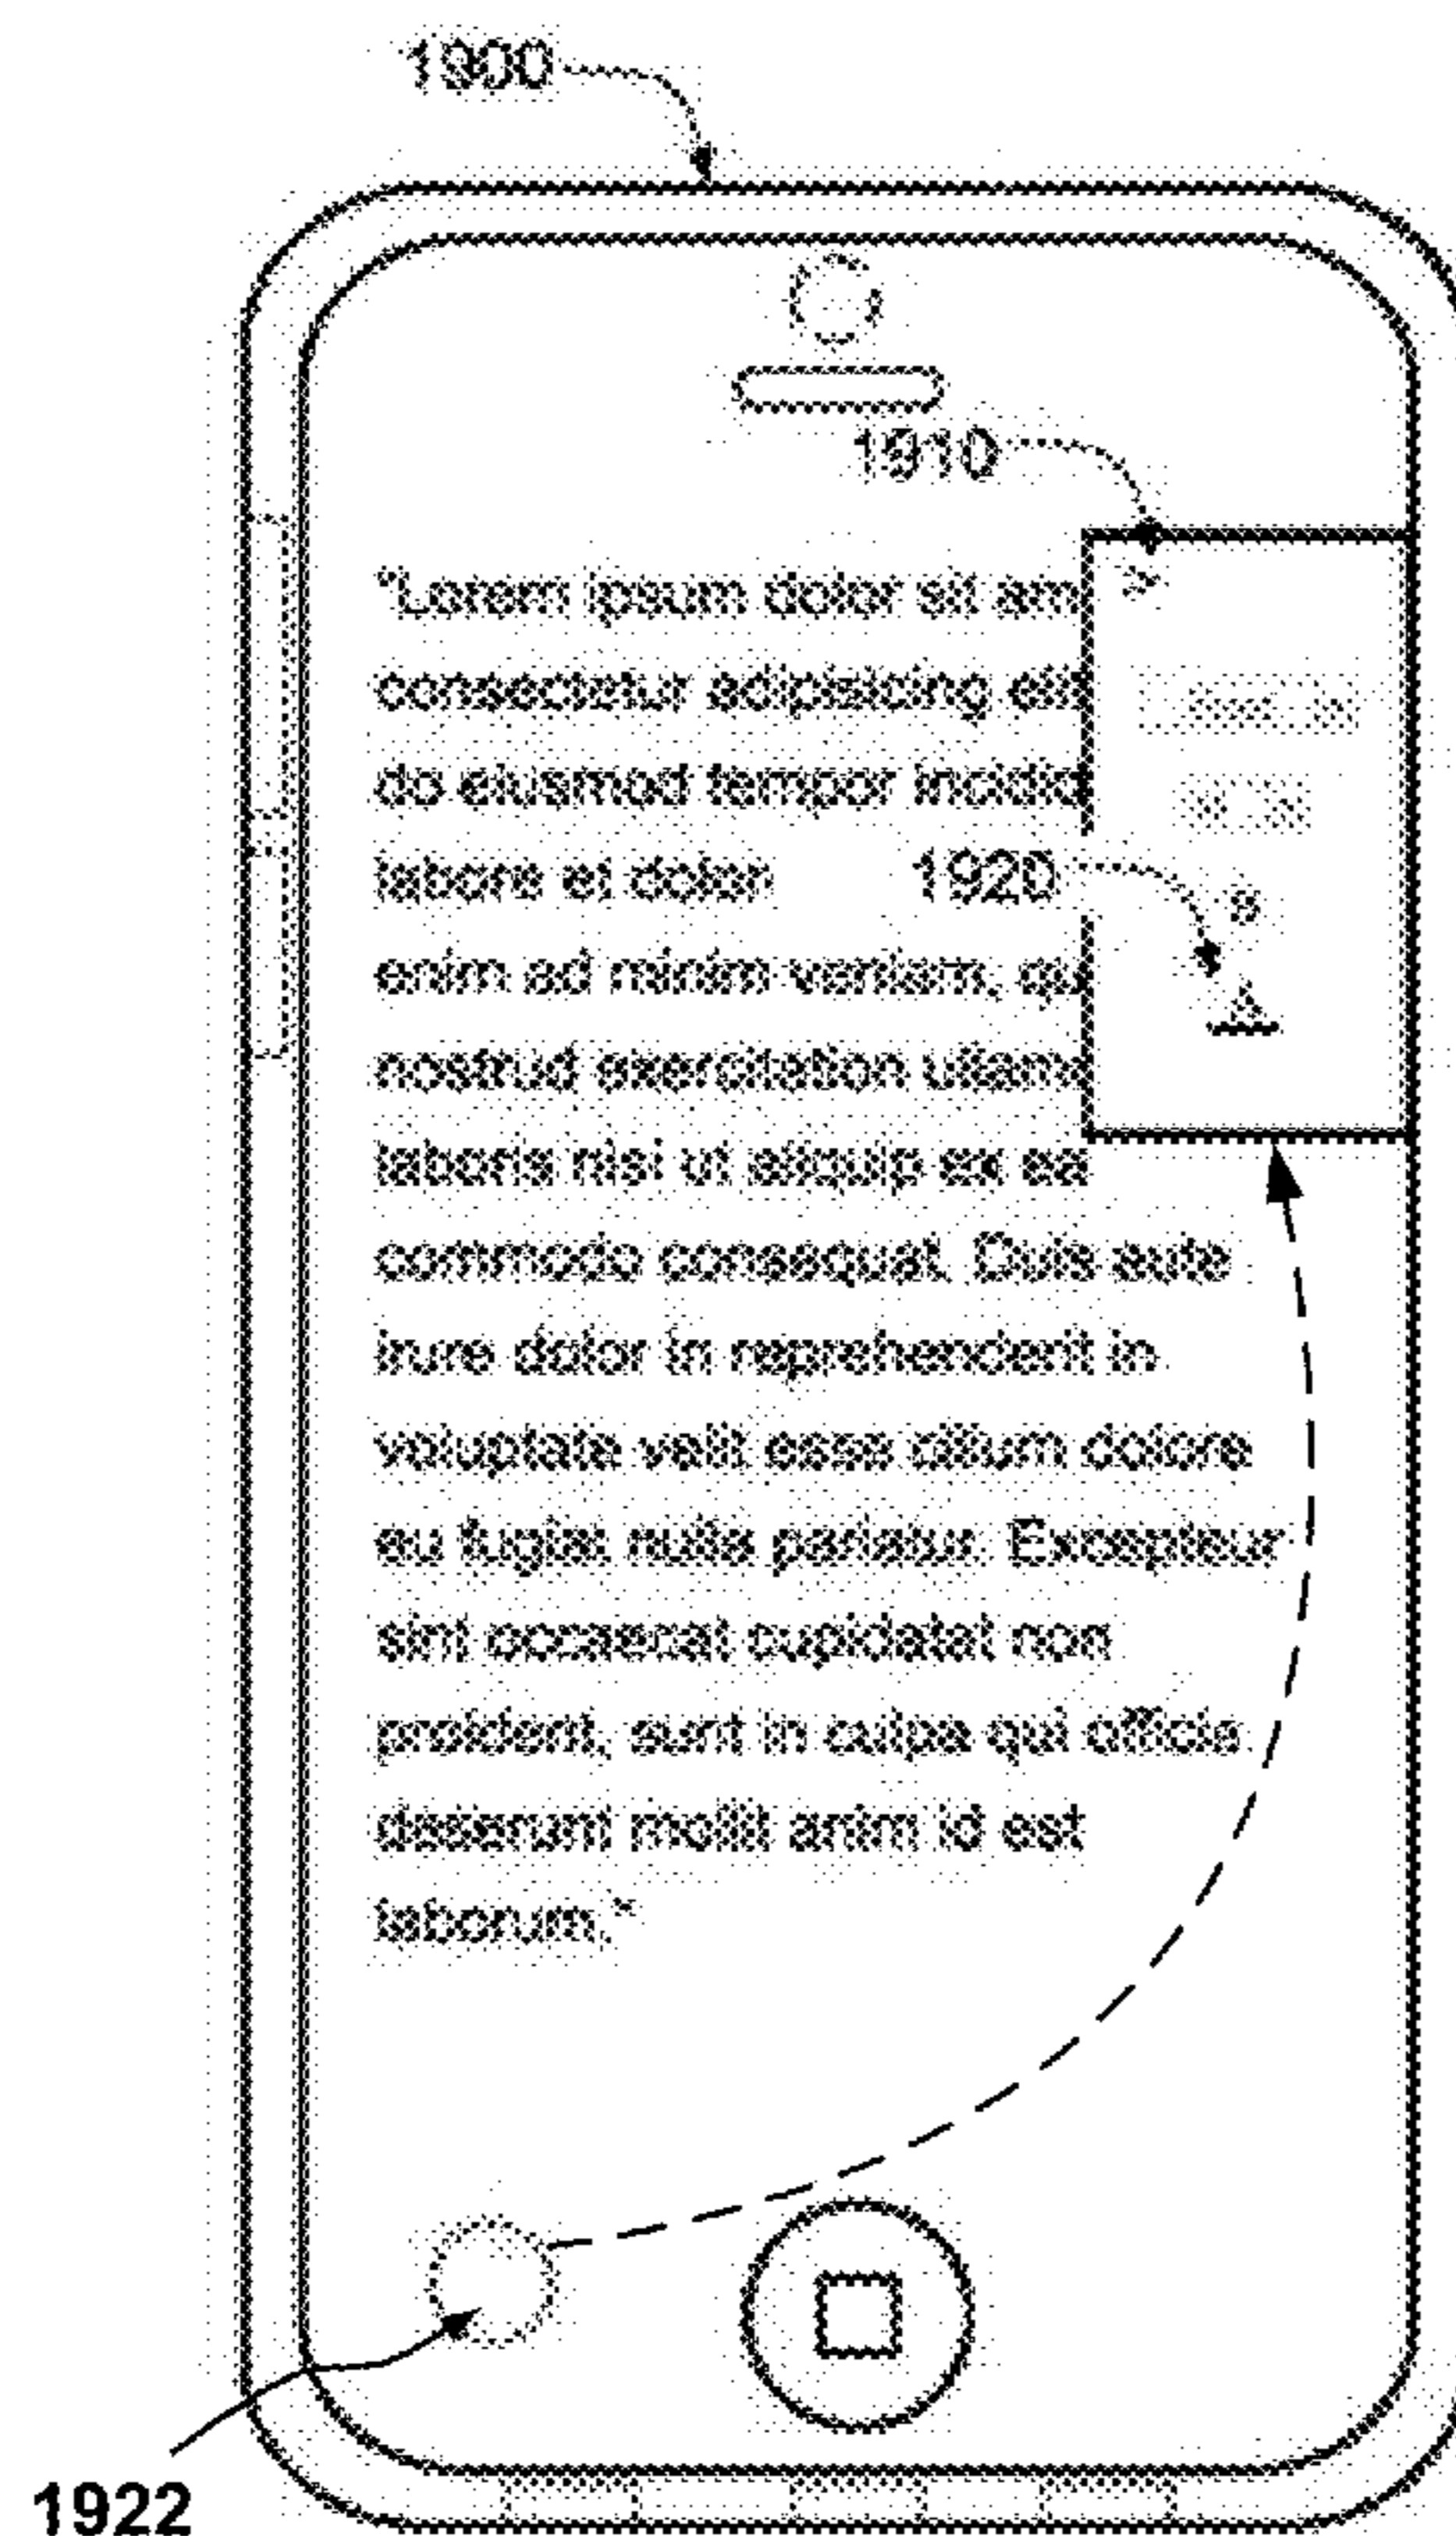 1900
1910
"Lorem ipsum dolor sit am
consectetur adipisicing elit
do eiusmod tempor incidid
labore et dolor
1920
enim ad minim veniam, qu
nostrud exercitation ullamc
laboris nisi ut aliquip ex ea
commodo consequat. Duis aute
irure dolor in reprehenderit in
voluptate velit esse cillum dolore
eu fugiat nulla pariatur. Excepteur
sint occaecat cupidatat non
proident, sunt in culpa qui officia
deserunt mollit anim id est
laborum."
1922